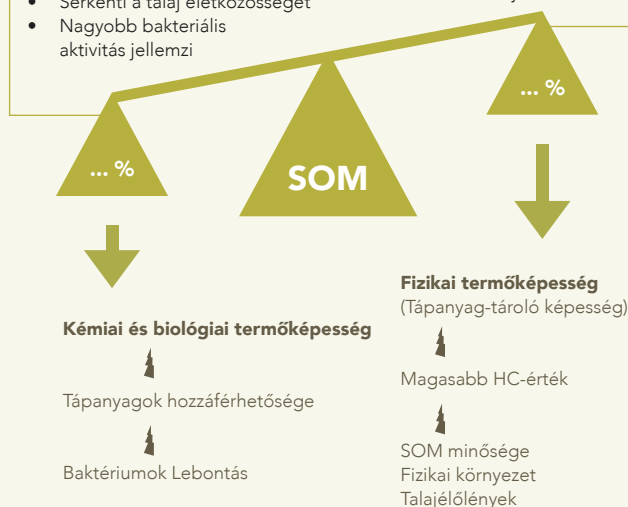 Serkenti a talaj életközösségét
• Nagyobb bakteriális
aktivitás jellemzi
... %
... %
SOM
Kémiai és biológiai termőképesség
Tápanyagok hozzáférhetősége
Baktériumok Lebontás
Fizikai termőképesség
(Tápanyag-tároló képesség)
Magasabb HC-érték
SOM minősége
Fizikai környezet
Talajélőlények